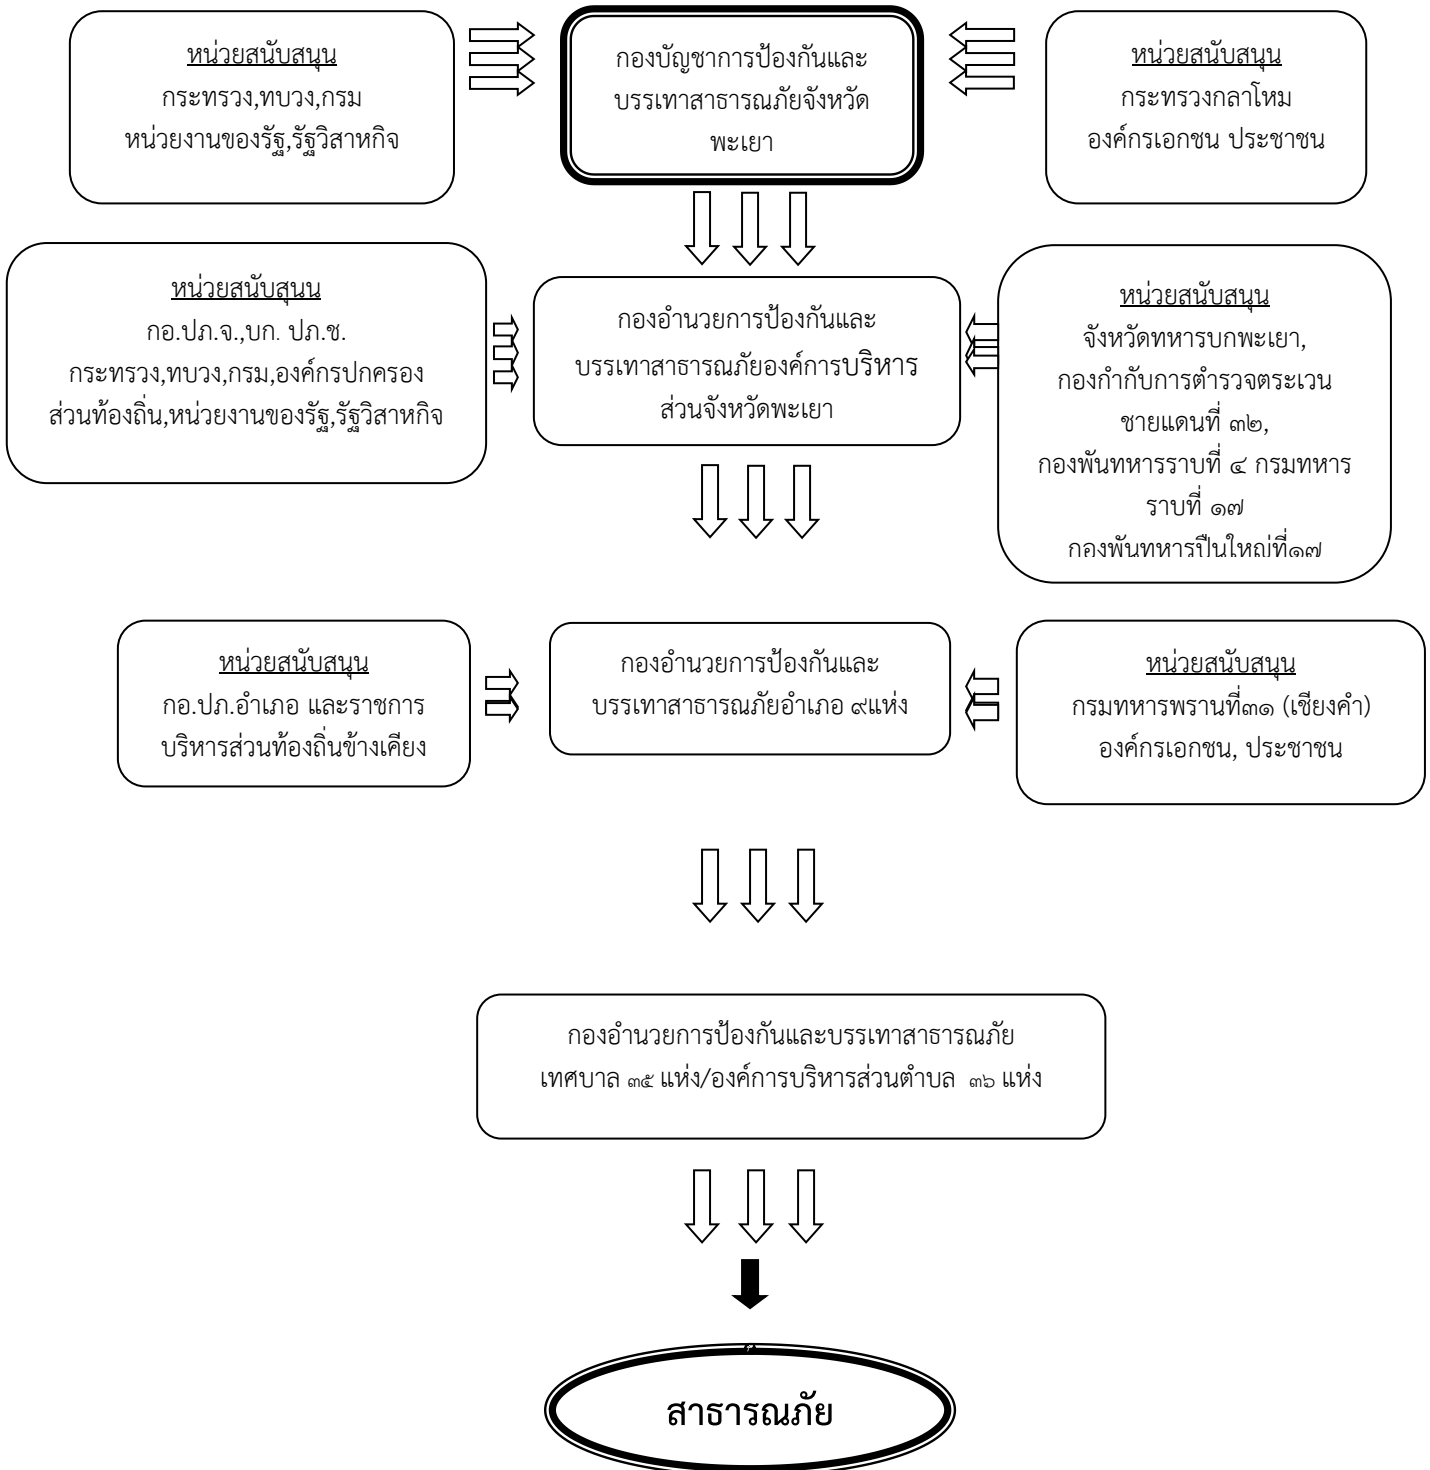 หน่วยสนับสนุน
กระทรวง,ทบวง,กรม
หน่วยงานของรัฐ,รัฐวิสาหกิจ
กองบัญชาการป้องกันและ
บรรเทาสาธารณภัยจังหวัด
พะเยา
หน่วยสนับสนุน
กระทรวงกลาโหม
องค์กรเอกชน ประชาชน
หน่วยสนับสุนน
กอ.ปภ.จ.,บก. ปภ.ช.
กระทรวง,ทบวง,กรม,องค์กรปกครอง
ส่วนท้องถิ่น,หน่วยงานของรัฐ,รัฐวิสาหกิจ
กองอำนวยการป้องกันและ
บรรเทาสาธารณภัยองค์การบริหาร
ส่วนจังหวัดพะเยา
หน่วยสนับสนุน
จังหวัดทหารบกพะเยา,
กองกำกับการตำรวจตระเวน
ชายแดนที่ ๓๒,
กองพันทหารราบที่ ๔ กรมทหาร
ราบที่ ๑๗
กองพันทหารปืนใหญ่ที่๑๗
หน่วยสนับสนุน
กอ.ปภ.อำเภอ และราชการ
บริหารส่วนท้องถิ่นข้างเคียง
กองอำนวยการป้องกันและ
บรรเทาสาธารณภัยอำเภอ ๙แห่ง
หน่วยสนับสนุน
กรมทหารพรานที่๓๑ (เชียงคำ)
องค์กรเอกชน, ประชาชน
กองอำนวยการป้องกันและบรรเทาสาธารณภัย
เทศบาล ๓๕ แห่ง/องค์การบริหารส่วนตำบล ๓๖ แห่ง
สาธารณภัย